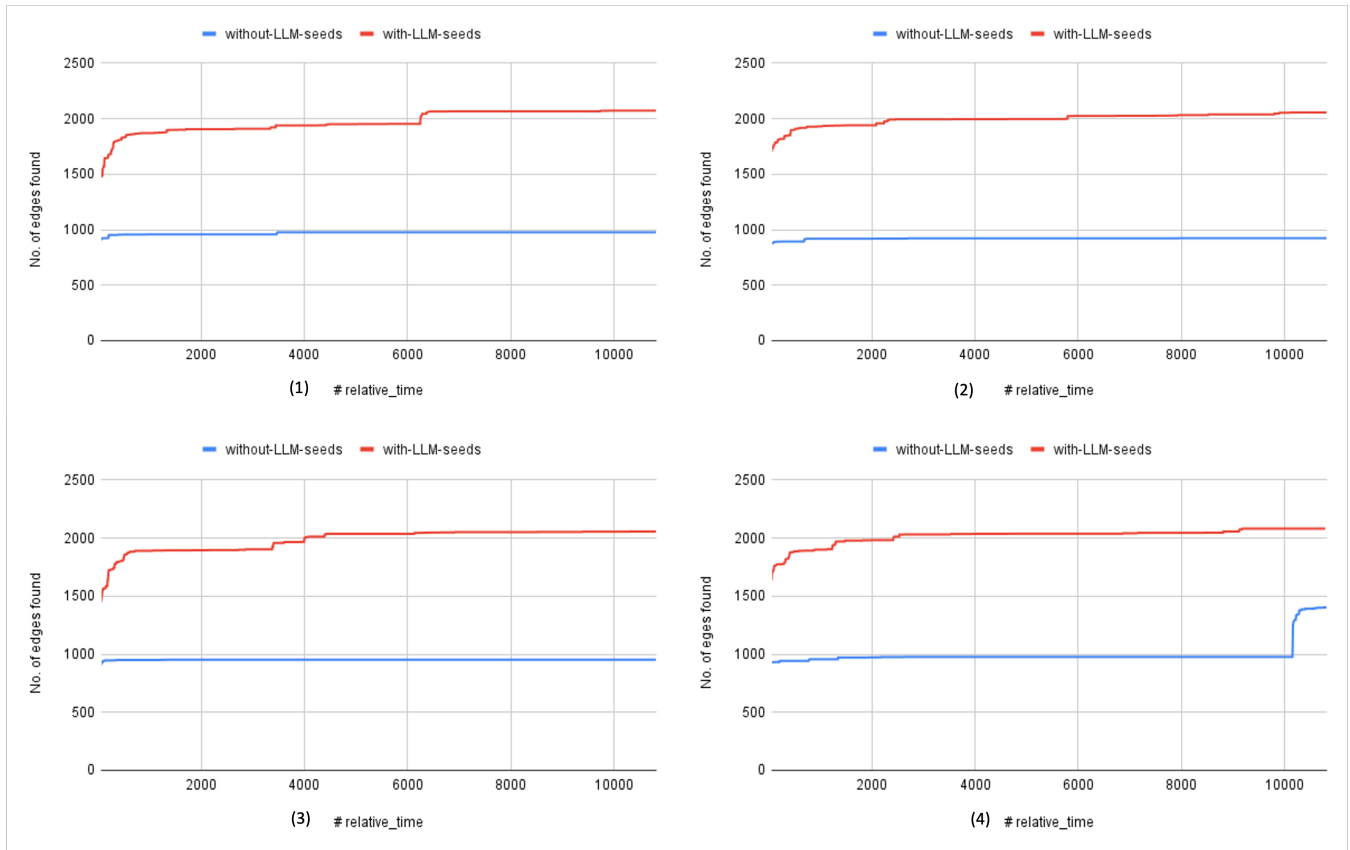 without-LLM-seeds with-LLM-seeds
2500
2000
1500
1000
500
0
No. of edges found
2000 4000 6000 8000 10000
(1) # relative_time
without-LLM-seeds with-LLM-seeds
2500
2000
1500
1000
500
0
No. of edges found
2000 4000 6000 8000 10000
(2) # relative_time
without-LLM-seeds with-LLM-seeds
2500
2000
1500
1000
500
0
No. of edges found
2000 4000 6000 8000 10000
(3) # relative_time
without-LLM-seeds with-LLM-seeds
2500
2000
1500
1000
500
0
No. of eges found
2000 4000 6000 8000 10000
(4) # relative_time